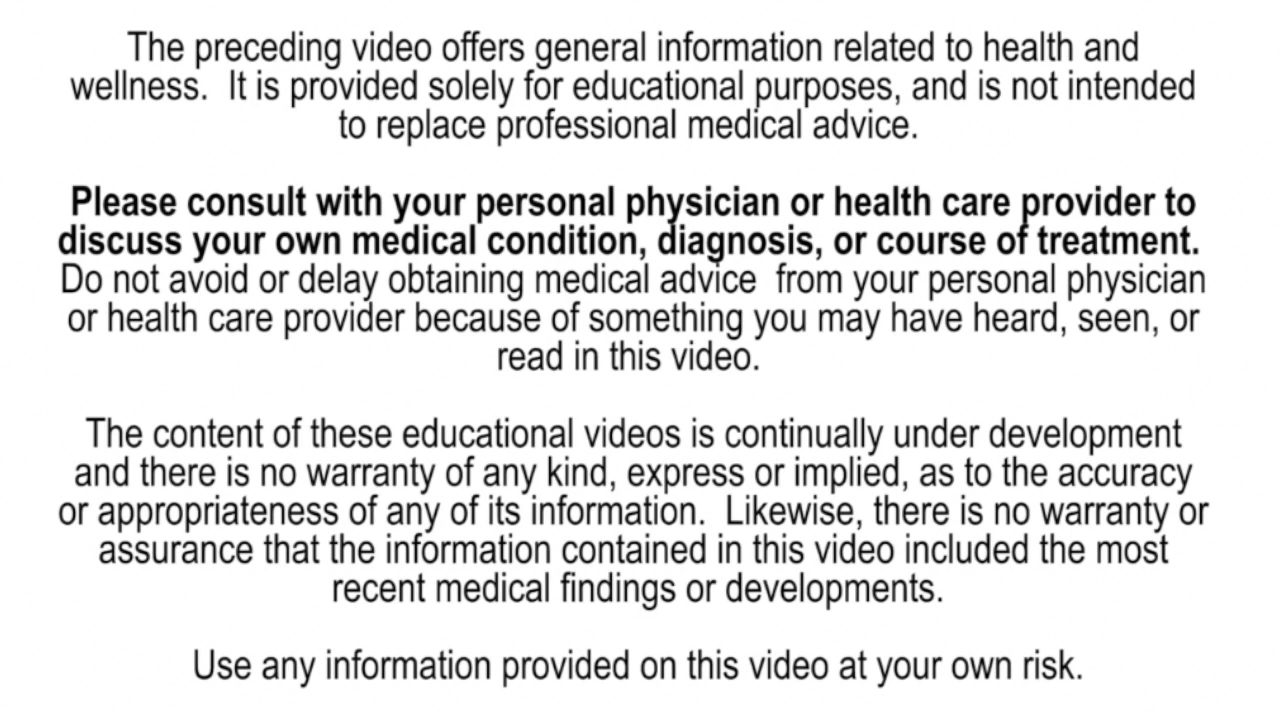 The preceding video offers general information related to health and
wellness.  It is provided solely for educational purposes, and is not intended
to replace professional medical advice.
Please consult with your personal physician or health care provider to
discuss your own medical condition, diagnosis, or course of treatment.
Do not avoid or delay obtaining medical advice  from your personal physician
or health care provider because of something you may have heard, seen, or
read in this video.
The content of these educational videos is continually under development
and there is no warranty of any kind, express or implied, as to the accuracy
or appropriateness of any of its information.  Likewise, there is no warranty or
assurance that the information contained in this video included the most
recent medical findings or developments.
Use any information provided on this video at your own risk.